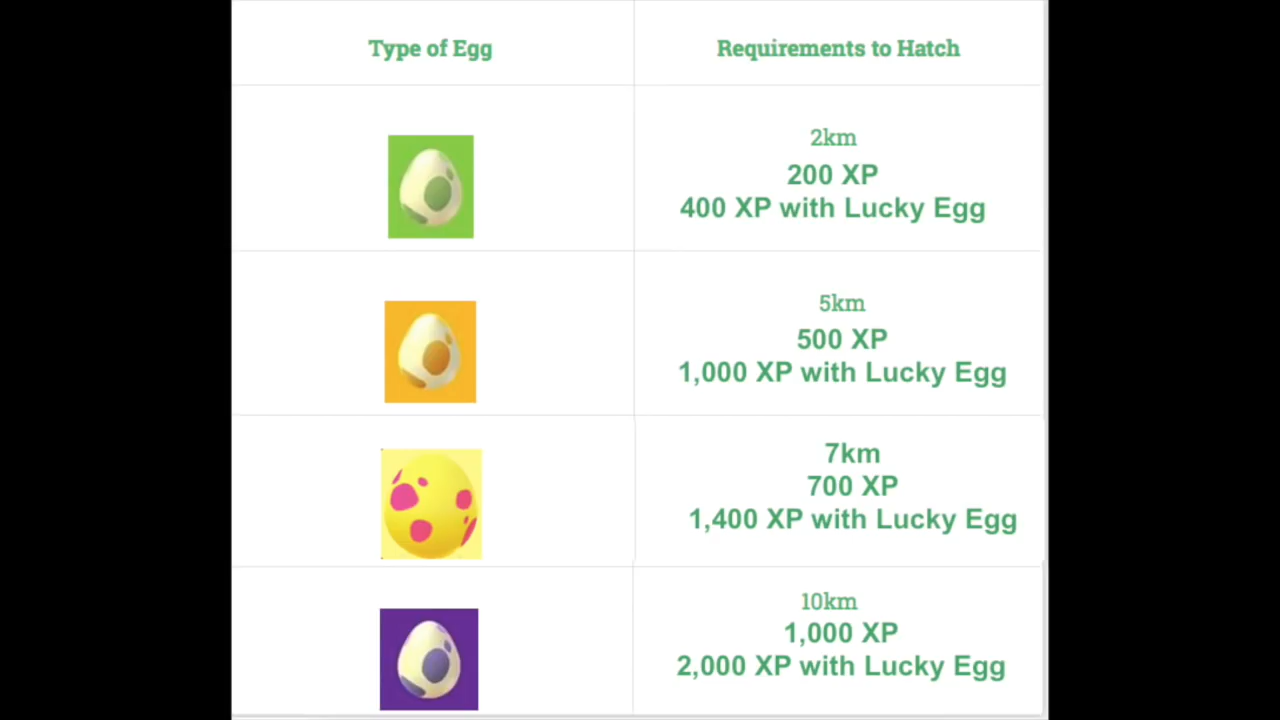 Type of Egg
Requirements to Hatch
2km
200 XP
400 XP with Lucky Egg
5km
500 XP
1,000 XP with Lucky Egg
7km
700 XP
1,400 XP with Lucky Egg
10km
1,000 XP
2,000 XP with Lucky Egg